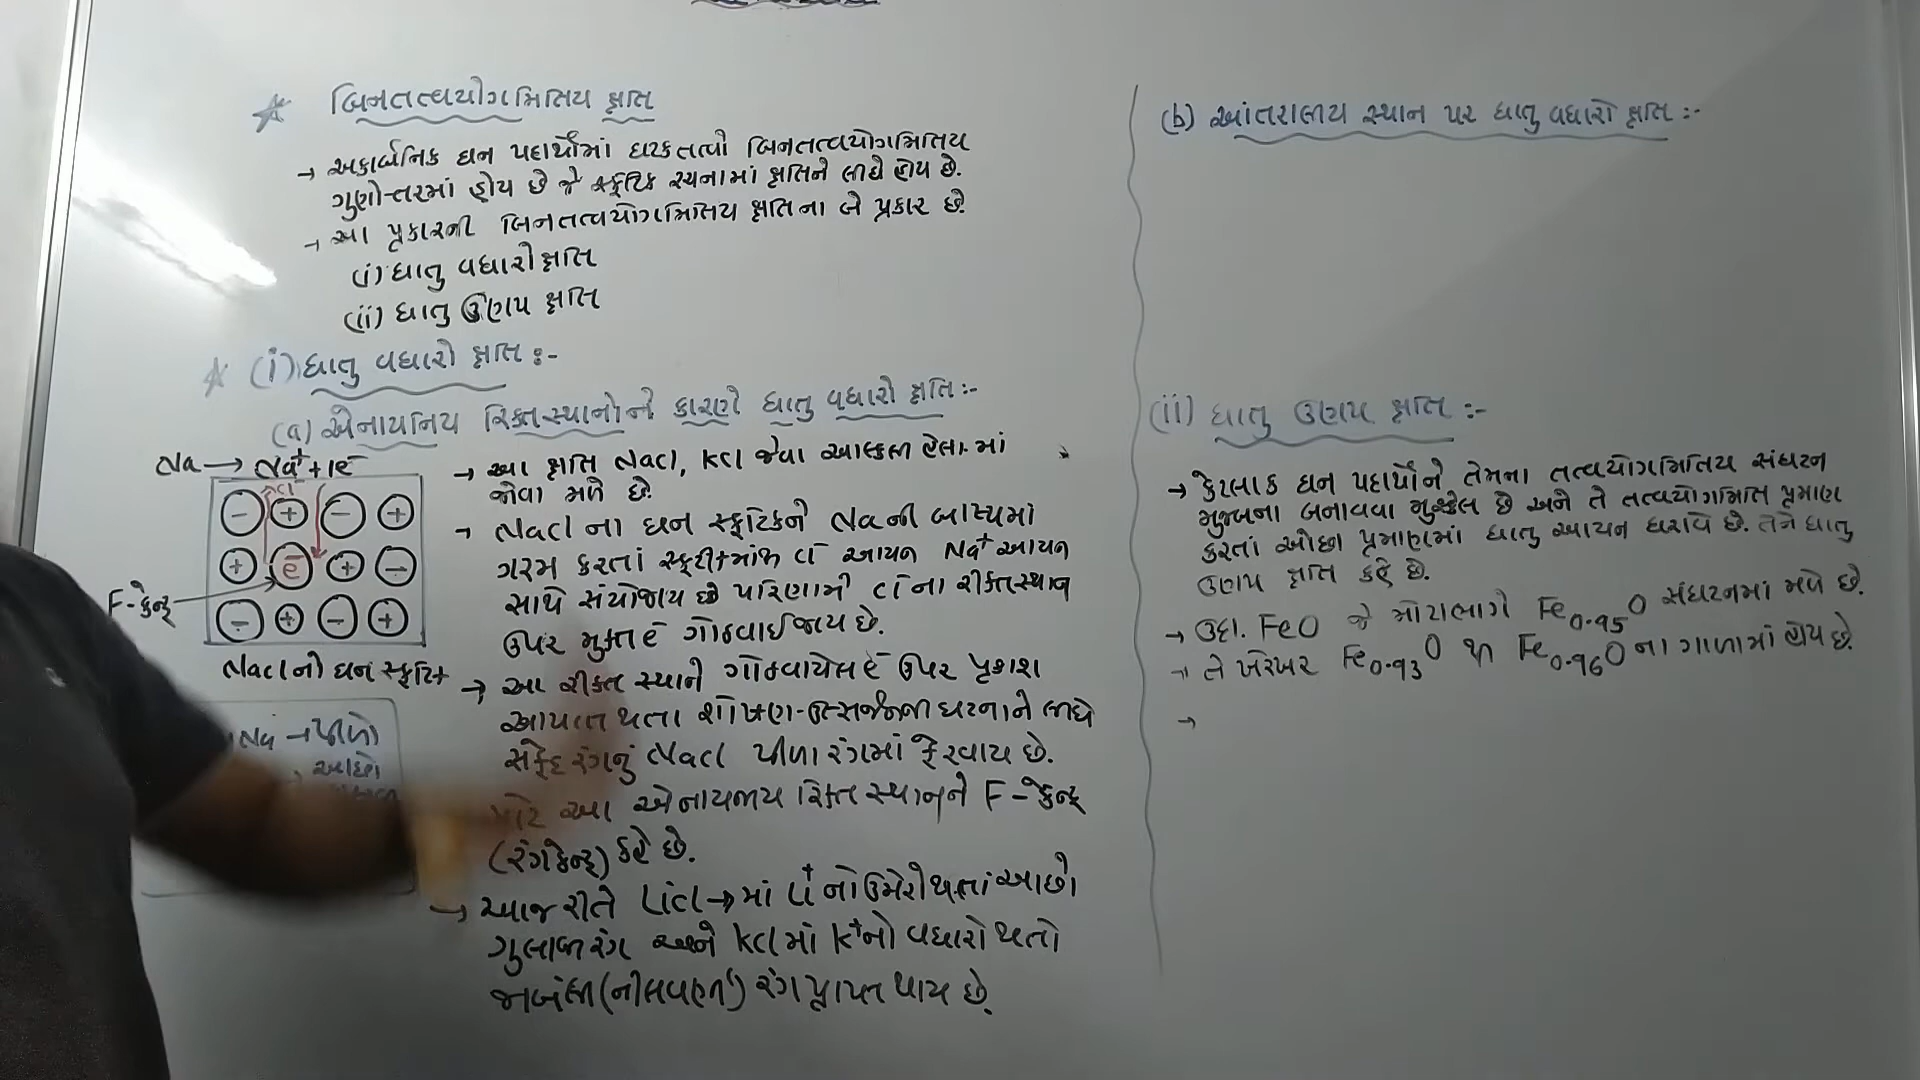 બિનતત્વયોગમિતિય ક્ષતિ
→ અકાર્બનિક ઘન પદાર્થોમાં ઘટક તત્વો બિનતત્વયોગમિતિય
ગુણોત્તરમાં હોય છે જે સ્ફટિક રચનામાં ક્ષતિને લીધે હોય છે.
→ આ પ્રકારની બિનતત્વયોગમિતિય ક્ષતિના બે પ્રકાર છે.
(i) ધાતુ વધારો ક્ષતિ
(ii) ધાતુ ઉણપ ક્ષતિ
(i) ધાતુ વધારો ક્ષતિ :-
(a) એનાયનિય રિક્તસ્થાનોને કારણે ધાતુ વધારો ક્ષતિ :-
Na → Na⁺ + 1e⁻
Cl⁻
− + − +
+ e⁻ + −
− + − +
F-કેન્દ્ર
NaCl નો ઘન સ્ફટિક
Na → પીળો
આછો
→ આ ક્ષતિ NaCl, KCl જેવા આલ્કલી હેલા. માં
જોવા મળે છે.
→ NaCl ના ઘન સ્ફટિકને Na ની બાષ્પમાં
ગરમ કરતાં સ્ફટીકમાંથી Cl⁻ આયન Na⁺ આયન
સાથે સંયોજાય છે પરિણામે Cl⁻ ના રીક્તસ્થાન
ઉપર મુક્ત e⁻ ગોઠવાઈ જાય છે.
→ આ રીક્ત સ્થાને ગોઠવાયેલ e⁻ ઉપર પ્રકાશ
આપાત થતા શોષણ-ઉત્સર્જનની ઘટનાને લીધે
સફેદ રંગનું NaCl પીળા રંગમાં ફેરવાય છે.
માટે આ એનાયનીય રિક્ત સ્થાનને F-કેન્દ્ર
(રંગકેન્દ્ર) કહે છે.
→ આજ રીતે LiCl → માં Li⁺ નો ઉમેરો થતાં આછો
ગુલાબી રંગ અને KCl માં K⁺ નો વધારો થતો
જાબંલી (નીલવર્ણી) રંગ પ્રાપ્ત થાય છે.
(b) આંતરાલીય સ્થાન પર ધાતુ વધારો ક્ષતિ :-
(ii) ધાતુ ઉણપ ક્ષતિ :-
→ કેટલાક ઘન પદાર્થોને તેમના તત્વયોગમિતિય સંઘટન
મુજબના બનાવવા મુશ્કેલ છે અને તે તત્વયોગમિતિ પ્રમાણ
કરતાં ઓછા પ્રમાણમાં ધાતુ આયન ધરાવે છે. તેને ધાતુ
ઉણપ ક્ષતિ કહે છે.
→ ઉદા. FeO જે મોટાભાગે Fe₀.₉₅O સંઘટનમાં મળે છે.
→ તે ખરેખર Fe₀.₉₃O થી Fe₀.₉₆O ના ગાળામાં હોય છે.
→